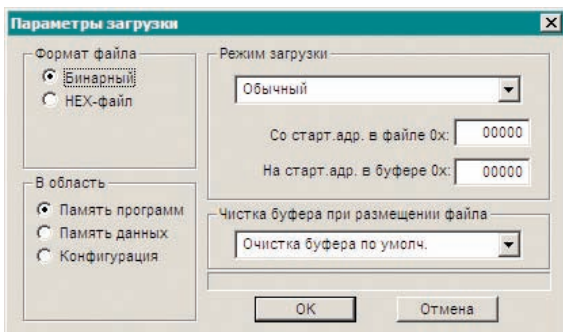 Параметры загрузки
Формат файла
Бинарный
HEX-файл
В область
Память программ
Память данных
Конфигурация
Режим загрузки
Обычный
Со старт.адр. в файле 0x: 00000
На старт.адр. в буфере 0x: 00000
Чистка буфера при размещении файла
Очистка буфера по умолч.
OK
Отмена